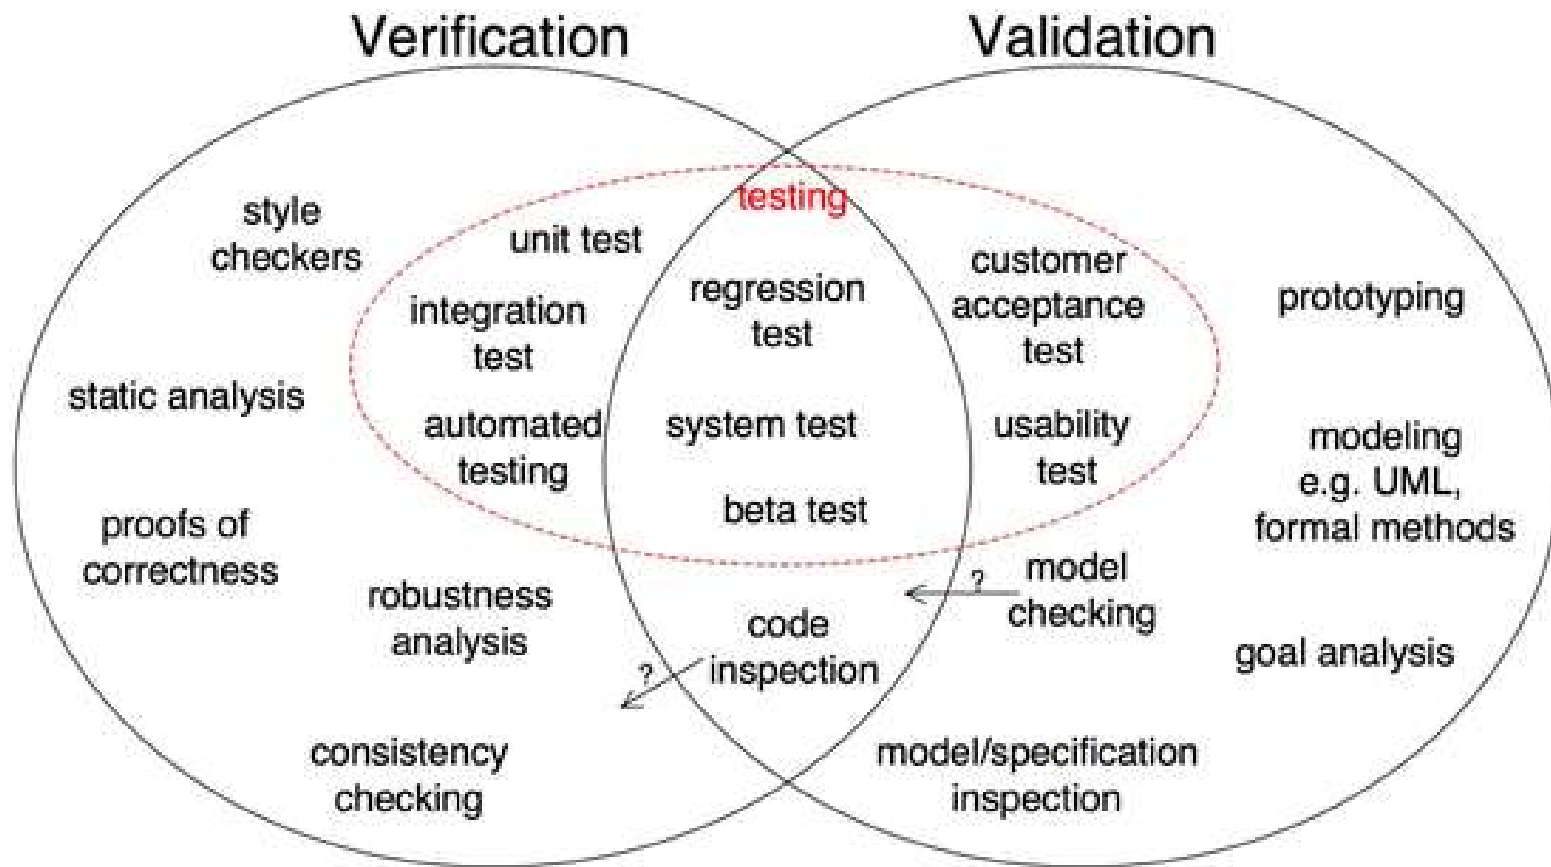 Verification
Validation
testing
style
checkers
unit test
integration
test
static analysis
automated
testing
proofs of
correctness
robustness
analysis
consistency
checking
regression
test
system test
beta test
code
inspection
?
customer
acceptance
test
usability
test
?
model
checking
model/specification
inspection
prototyping
modeling
e.g. UML,
formal methods
goal analysis